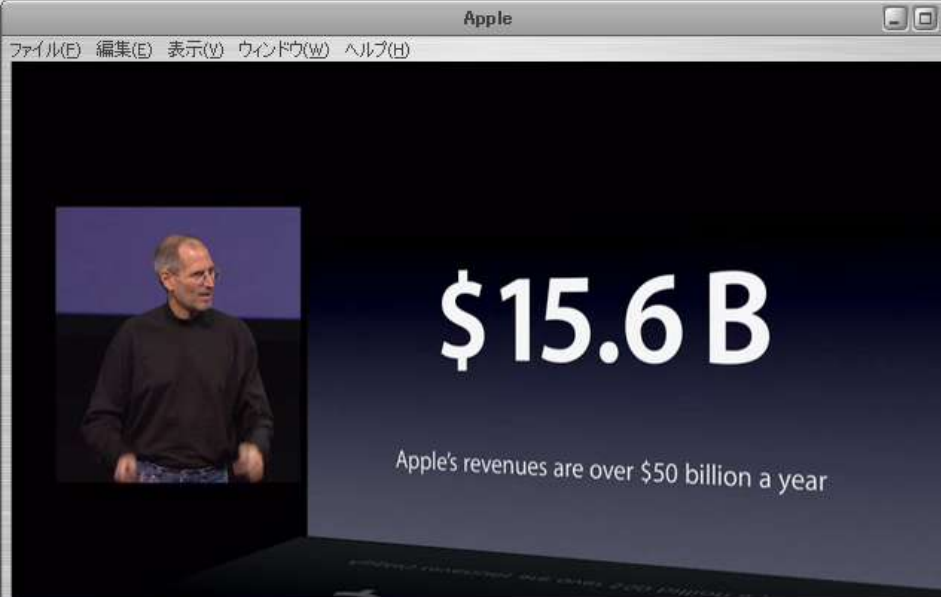 Apple
ファイル(F) 編集(E) 表示(V) ウィンドウ(W) ヘルプ(H)
$15.6 B
Apple's revenues are over $50 billion a year